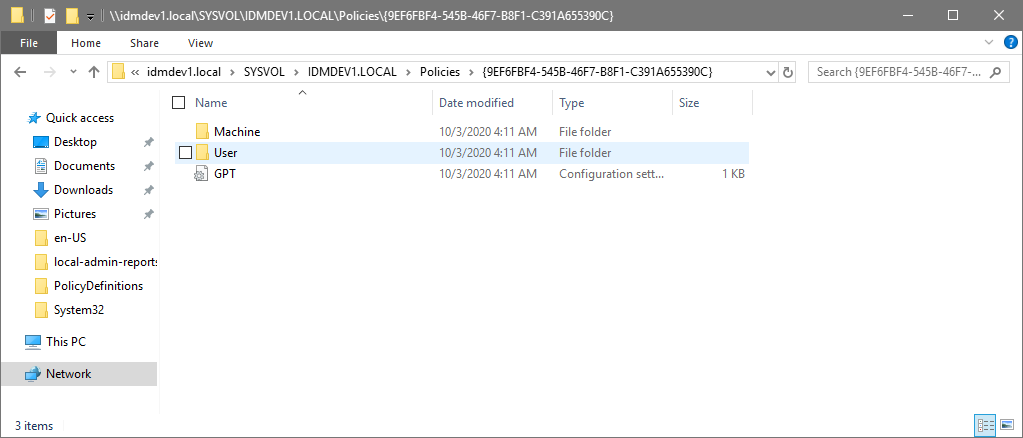 \\idmdev1.local\SYSVOL\IDMDEV1.LOCAL\Policies\{9EF6FBF4-545B-46F7-B8F1-C391A655390C}
File Home Share View
« idmdev1.local > SYSVOL > IDMDEV1.LOCAL > Policies > {9EF6FBF4-545B-46F7-B8F1-C391A655390C}
Search {9EF6FBF4-545B-46F7-...
Name Date modified Type Size
Quick access
Desktop
Documents
Downloads
Pictures
en-US
local-admin-reports
PolicyDefinitions
System32
This PC
Network
Machine 10/3/2020 4:11 AM File folder
User 10/3/2020 4:11 AM File folder
GPT 10/3/2020 4:11 AM Configuration sett... 1 KB
3 items